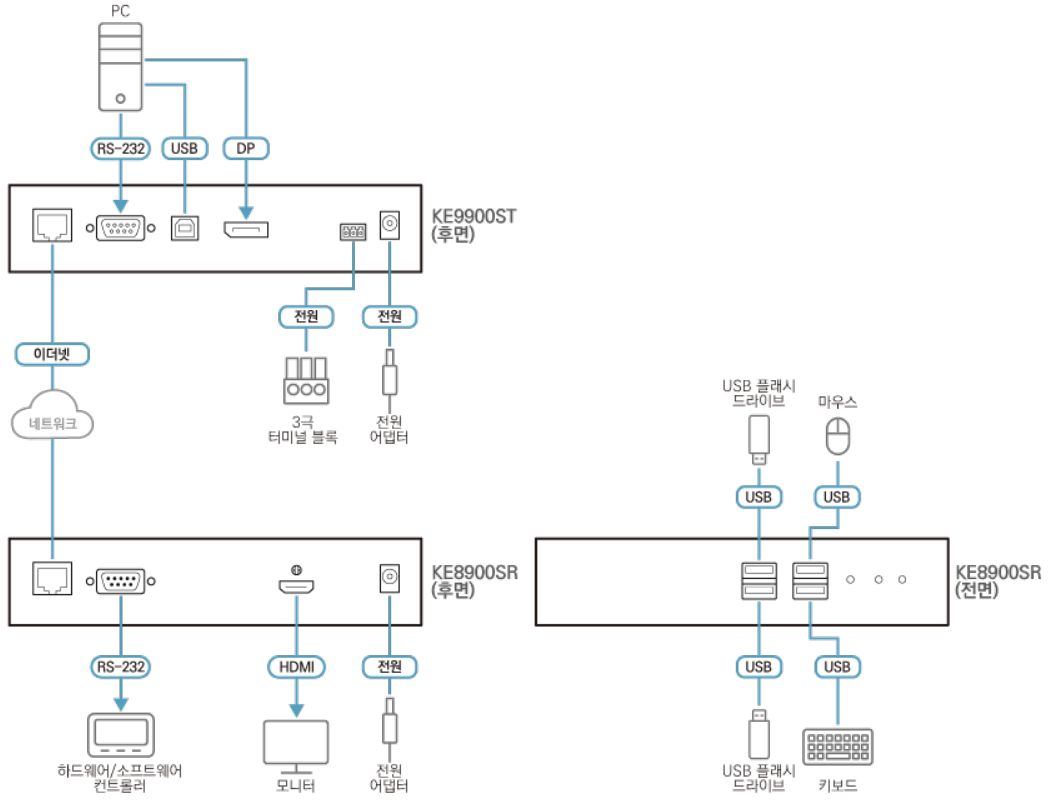 PC
RS-232
USB
DP
KE9900ST
(후면)
전원
전원
이더넷
네트워크
3극
터미널 블록
전원
어댑터
KE8900SR
(후면)
RS-232
HDMI
전원
하드웨어/소프트웨어
컨트롤러
모니터
전원
어댑터
USB 플래시
드라이브
마우스
USB
USB
KE8900SR
(전면)
USB
USB
USB 플래시
드라이브
키보드